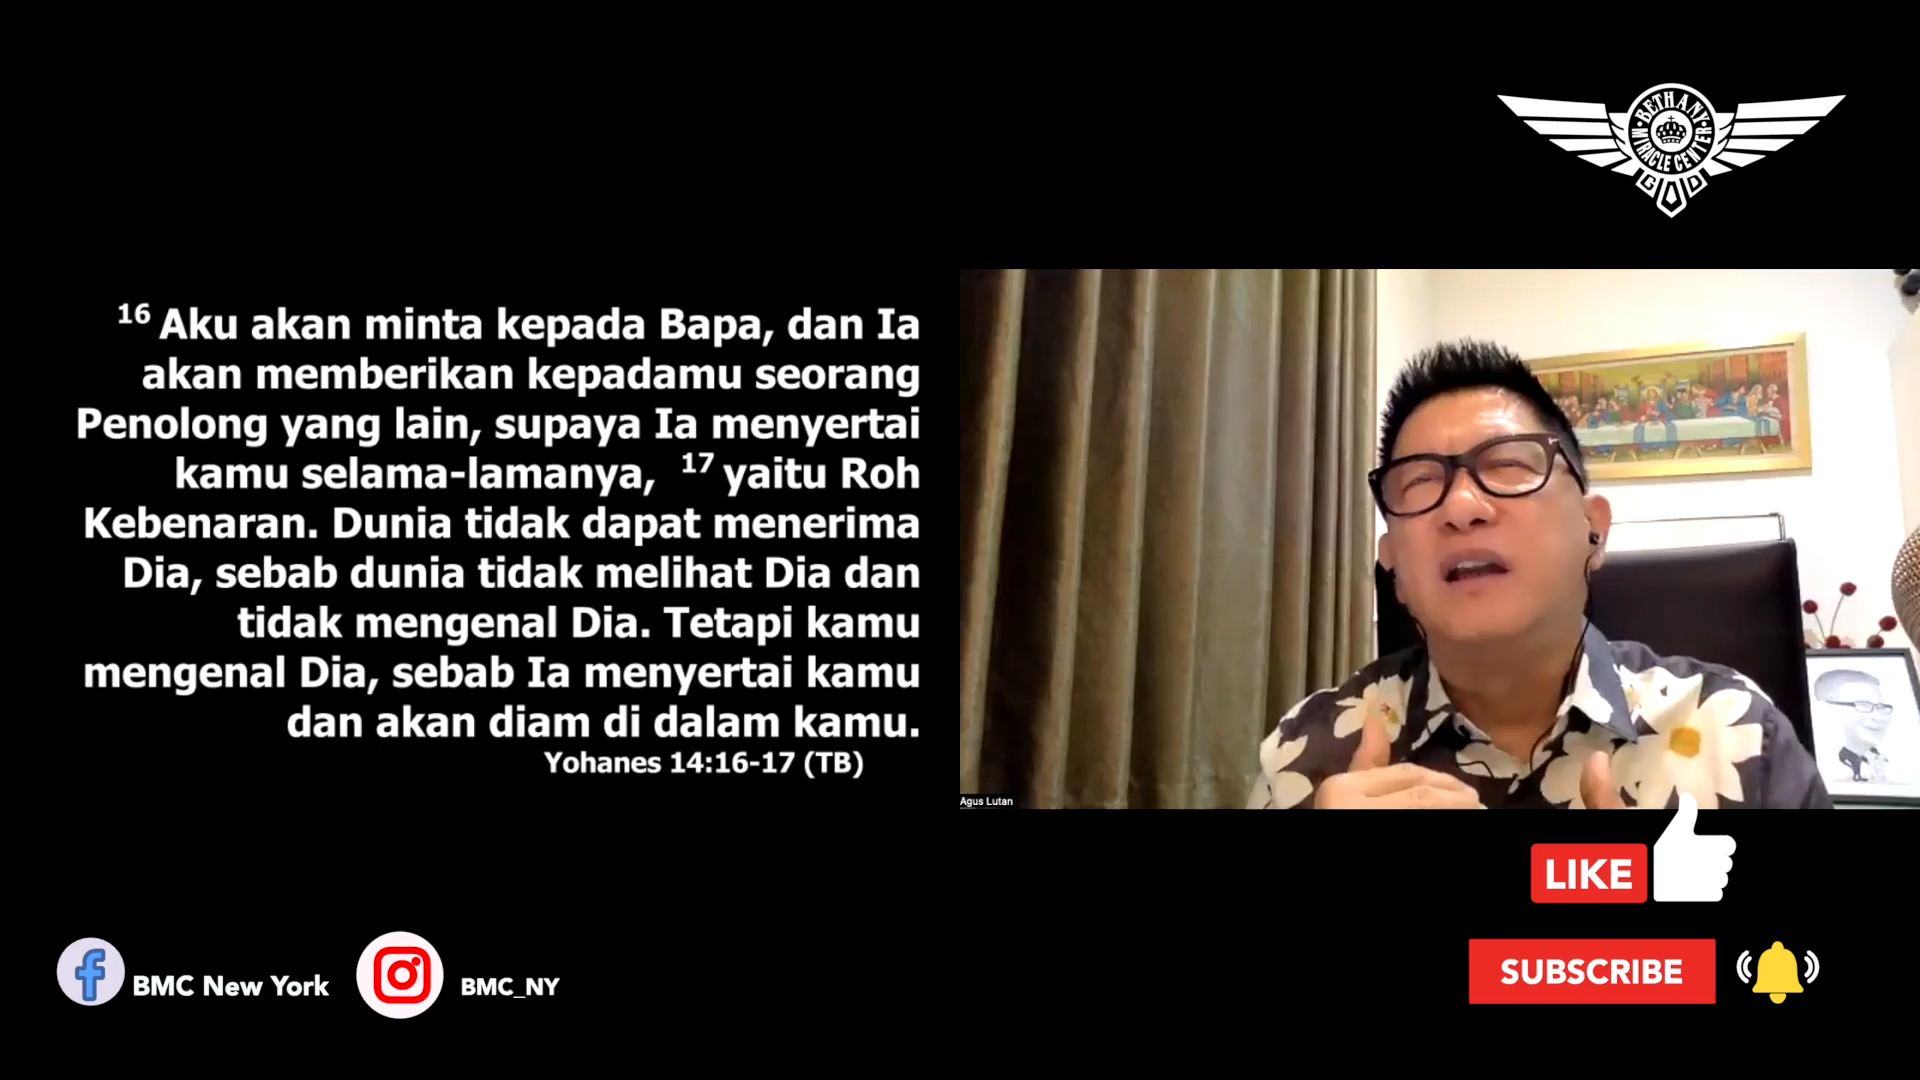 BETHANY
MIRACLE CENTER
GAD
16 Aku akan minta kepada Bapa, dan Ia
akan memberikan kepadamu seorang
Penolong yang lain, supaya Ia menyertai
kamu selama-lamanya, 17 yaitu Roh
Kebenaran. Dunia tidak dapat menerima
Dia, sebab dunia tidak melihat Dia dan
tidak mengenal Dia. Tetapi kamu
mengenal Dia, sebab Ia menyertai kamu
dan akan diam di dalam kamu.
Yohanes 14:16-17 (TB)
Agus Lutan
LIKE
SUBSCRIBE
BMC New York
BMC_NY